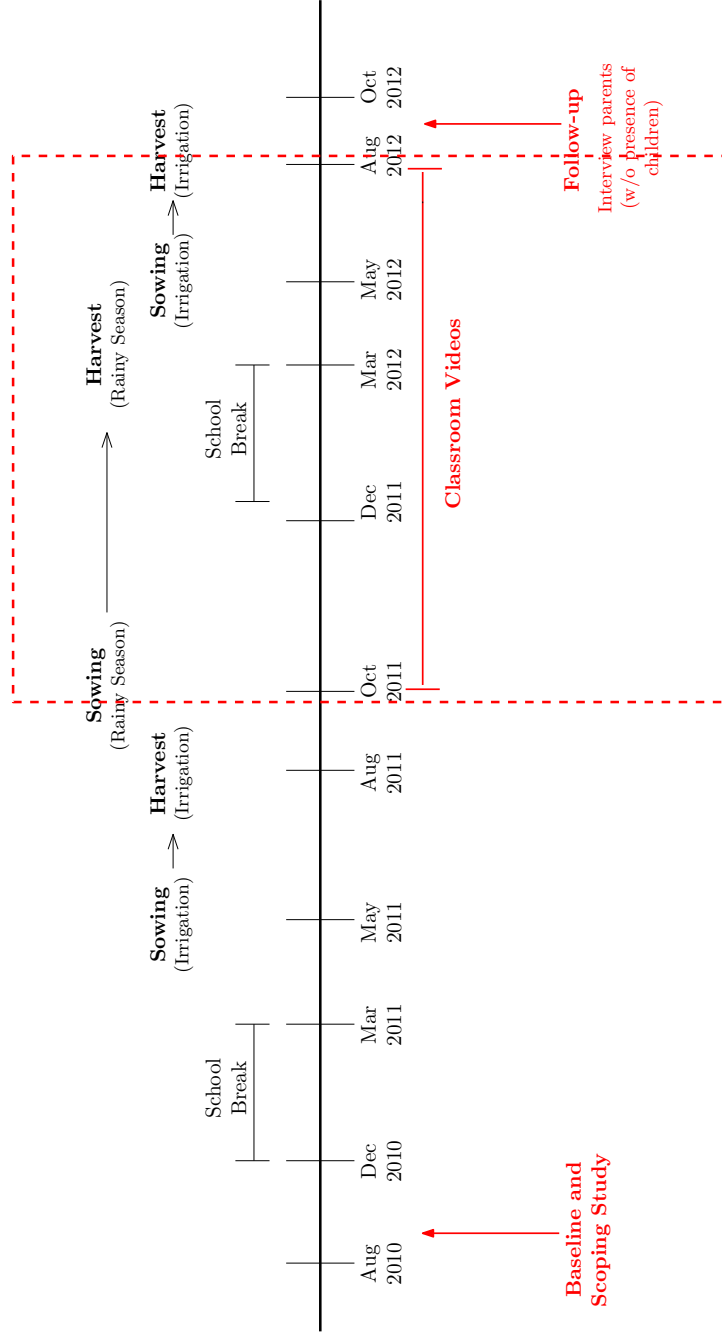 Sowing
(Rainy Season)
Harvest
(Rainy Season)
Sowing
(Irrigation)
Harvest
(Irrigation)
Sowing
(Irrigation)
Harvest
(Irrigation)
School
Break
School
Break
Aug
2010
Dec
2010
Mar
2011
May
2011
Aug
2011
Oct
2011
Dec
2011
Mar
2012
May
2012
Aug
2012
Oct
2012
Classroom Videos
Baseline and
Scoping Study
Follow-up
Interview parents
(w/o presence of
children)